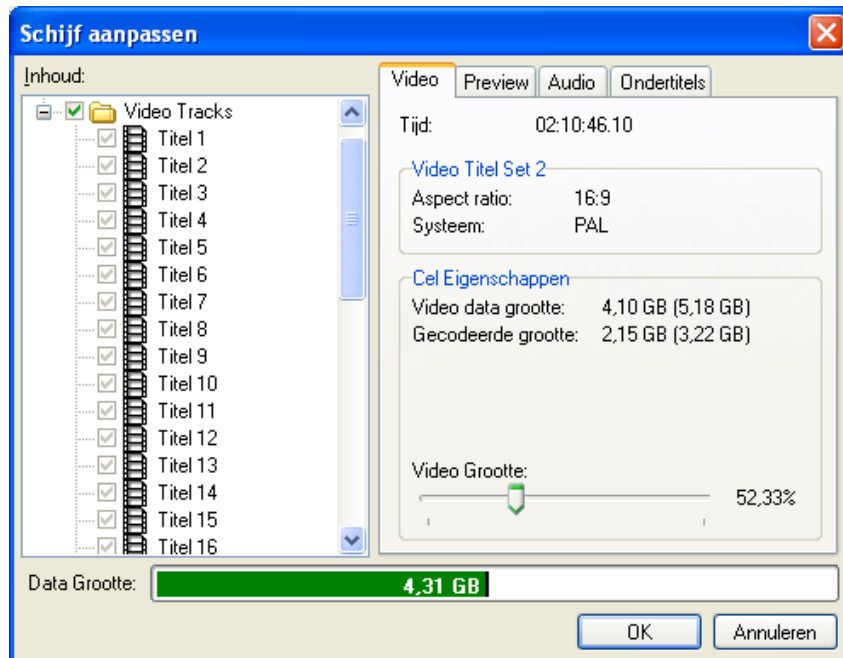 Schijf aanpassen
Inhoud:
Video Tracks
Titel 1
Titel 2
Titel 3
Titel 4
Titel 5
Titel 6
Titel 7
Titel 8
Titel 9
Titel 10
Titel 11
Titel 12
Titel 13
Titel 14
Titel 15
Titel 16
Video Preview Audio Ondertitels
Tijd: 02:10:46.10
Video Titel Set 2
Aspect ratio: 16:9
Systeem: PAL
Cel Eigenschappen
Video data grootte: 4,10 GB (5,18 GB)
Gecodeerde grootte: 2,15 GB (3,22 GB)
Video Grootte:
52,33%
Data Grootte: 4,31 GB
OK Annuleren